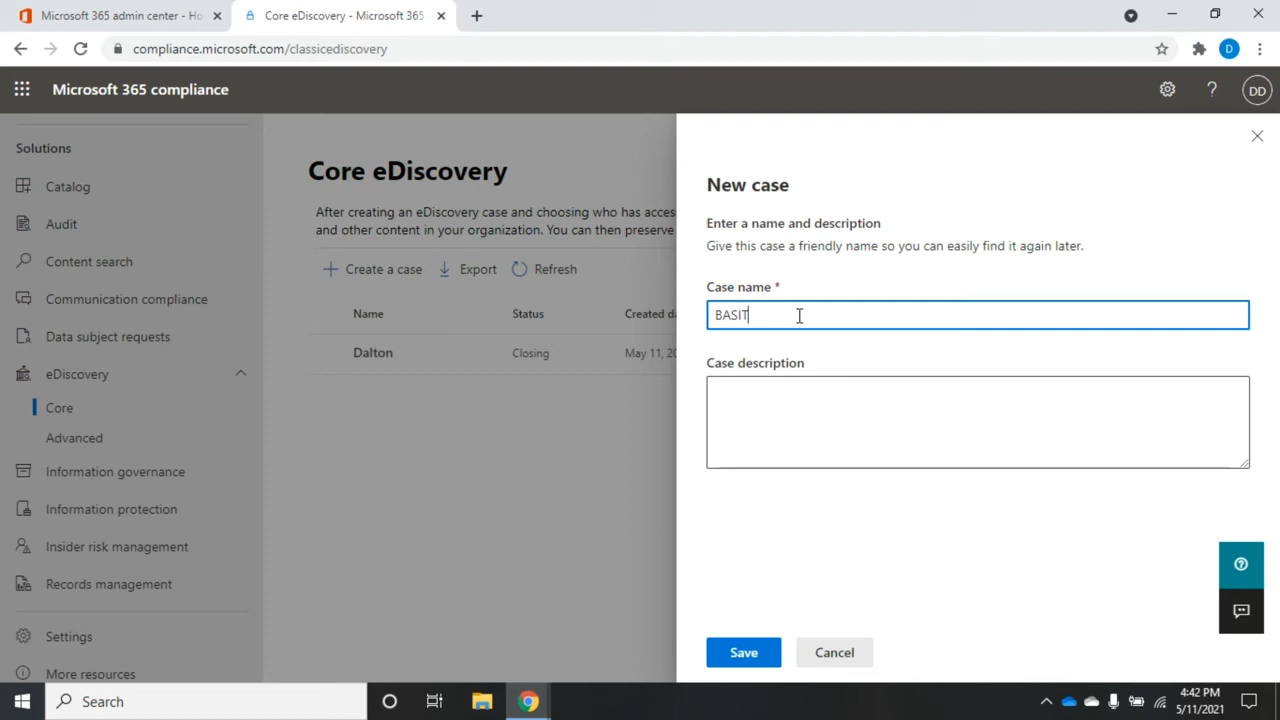 Microsoft 365 admin center - Ho
Core eDiscovery - Microsoft 365
compliance.microsoft.com/classicediscovery
D
Microsoft 365 compliance
?
DD
Solutions
Catalog
Audit
Content search
Communication compliance
Data subject requests
eDiscovery
Core
Advanced
Information governance
Information protection
Insider risk management
Records management
Settings
More resources
Core eDiscovery
After creating an eDiscovery case and choosing who has acces
and other content in your organization. You can then preserve
Create a case Export Refresh
Name Status Created da
Dalton Closing May 11, 20
New case
Enter a name and description
Give this case a friendly name so you can easily find it again later.
Case name *
BASIT
Case description
Save Cancel
Search
4:42 PM
5/11/2021